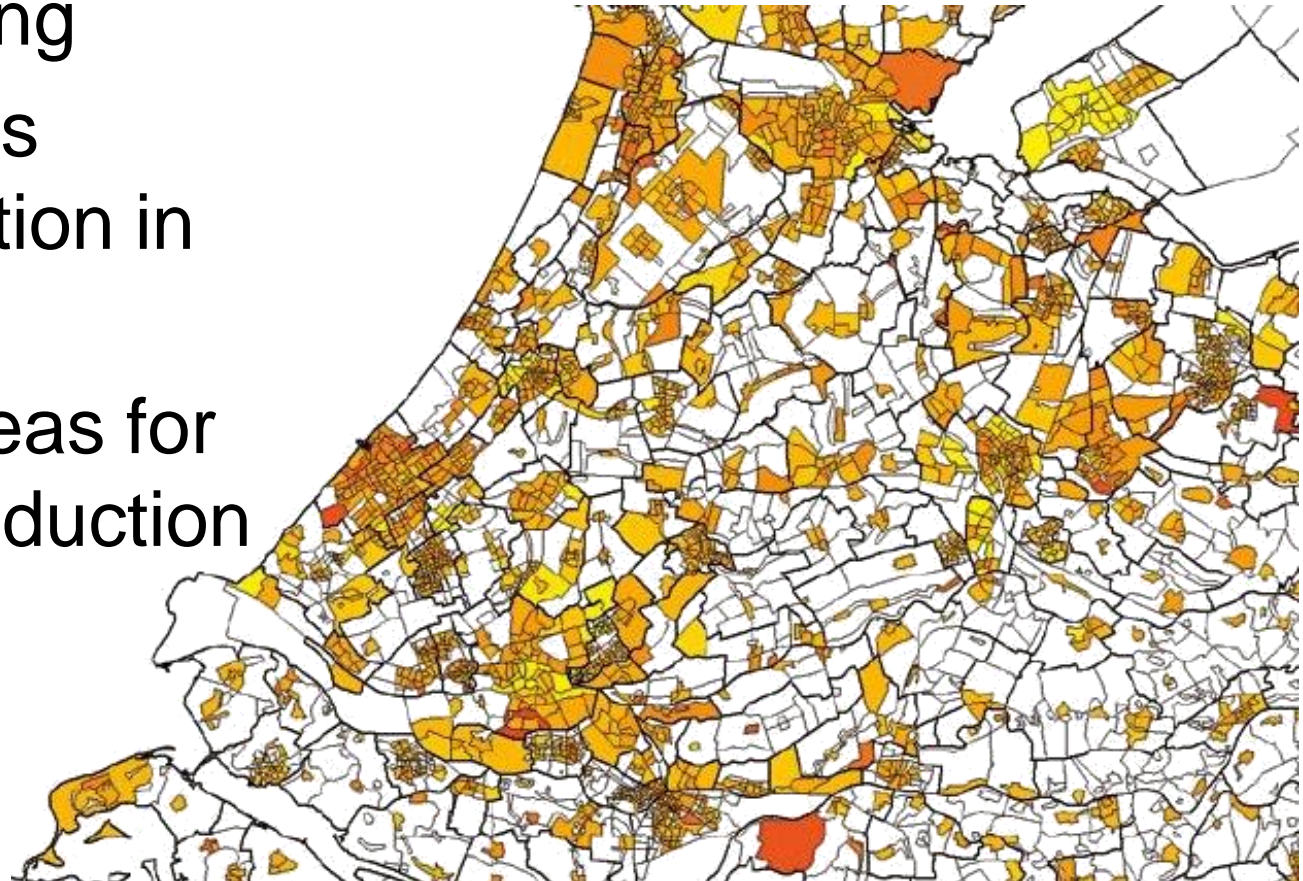 ng
s
tion in
eas for
duction